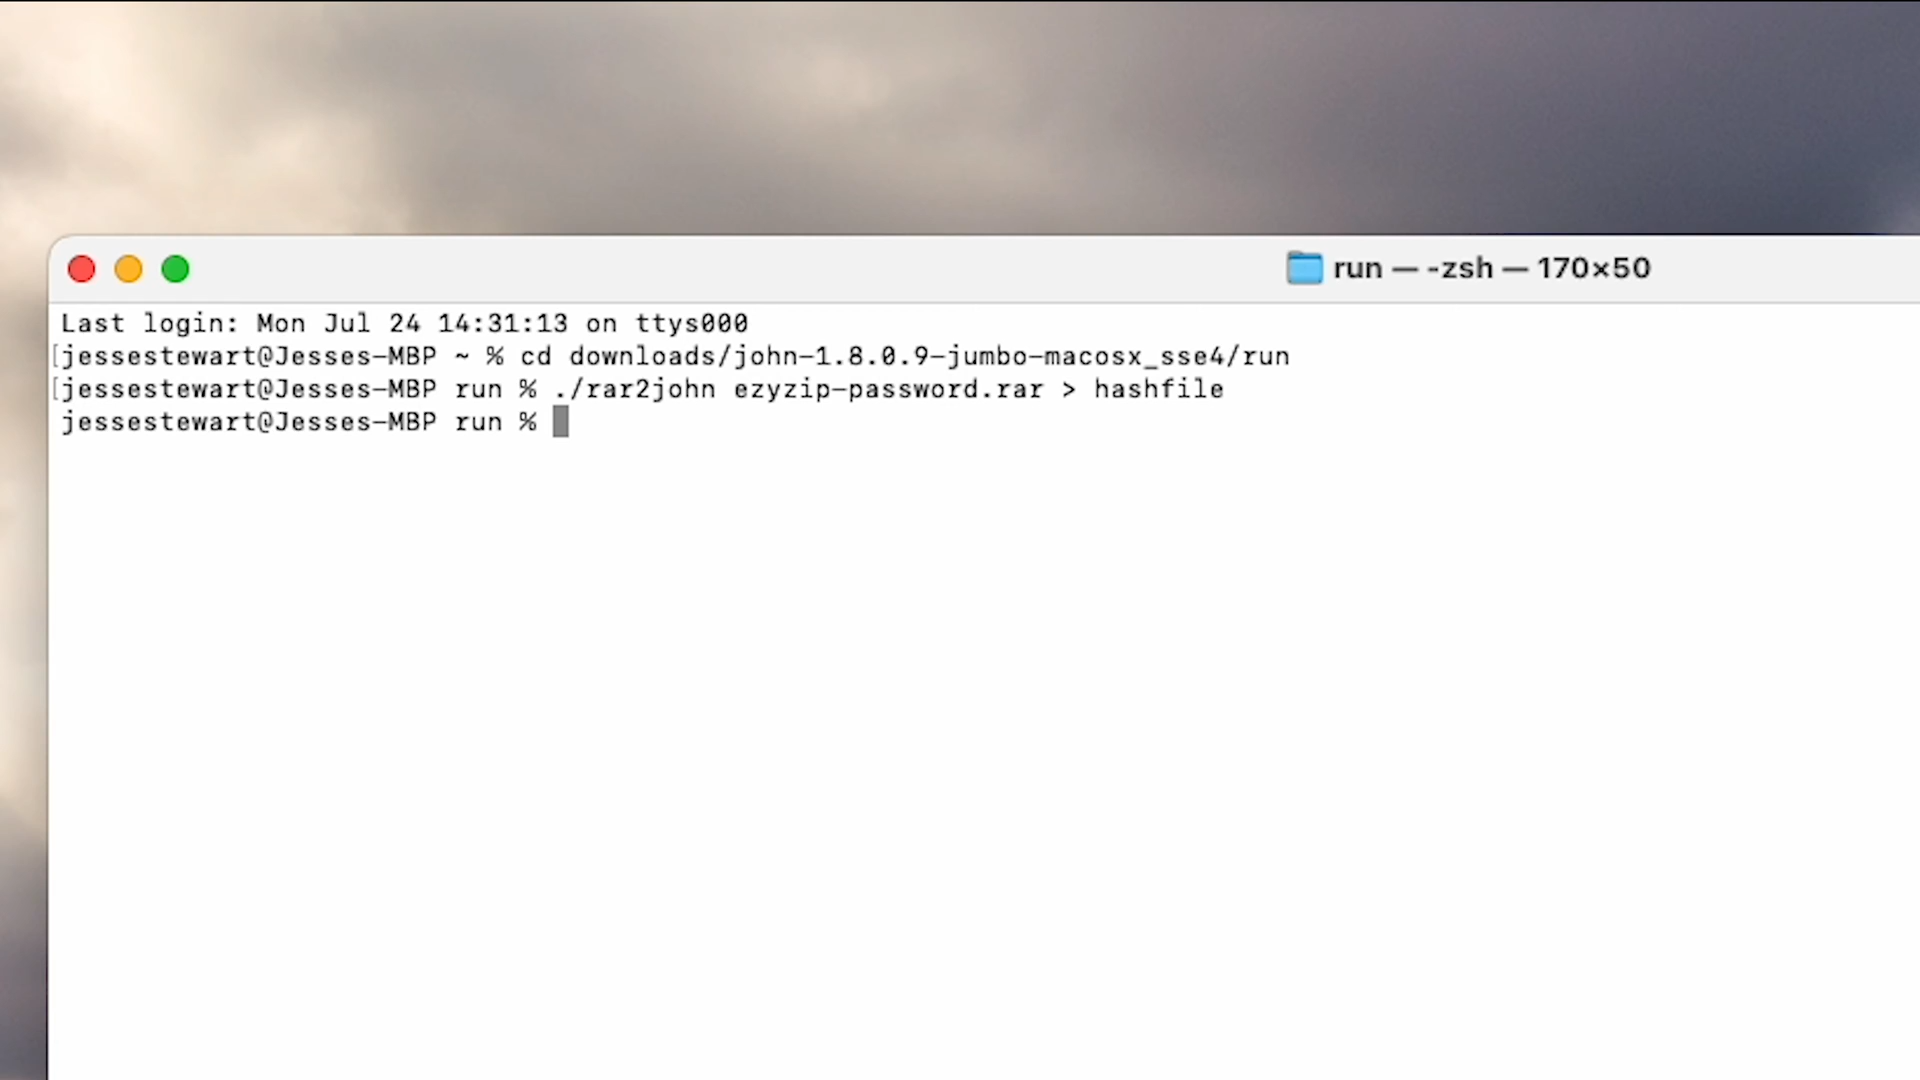 run — -zsh — 170×50
Last login: Mon Jul 24 14:31:13 on ttys000
[jessestewart@Jesses-MBP ~ % cd downloads/john-1.8.0.9-jumbo-macosx_sse4/run
[jessestewart@Jesses-MBP run % ./rar2john ezyzip-password.rar > hashfile
jessestewart@Jesses-MBP run %